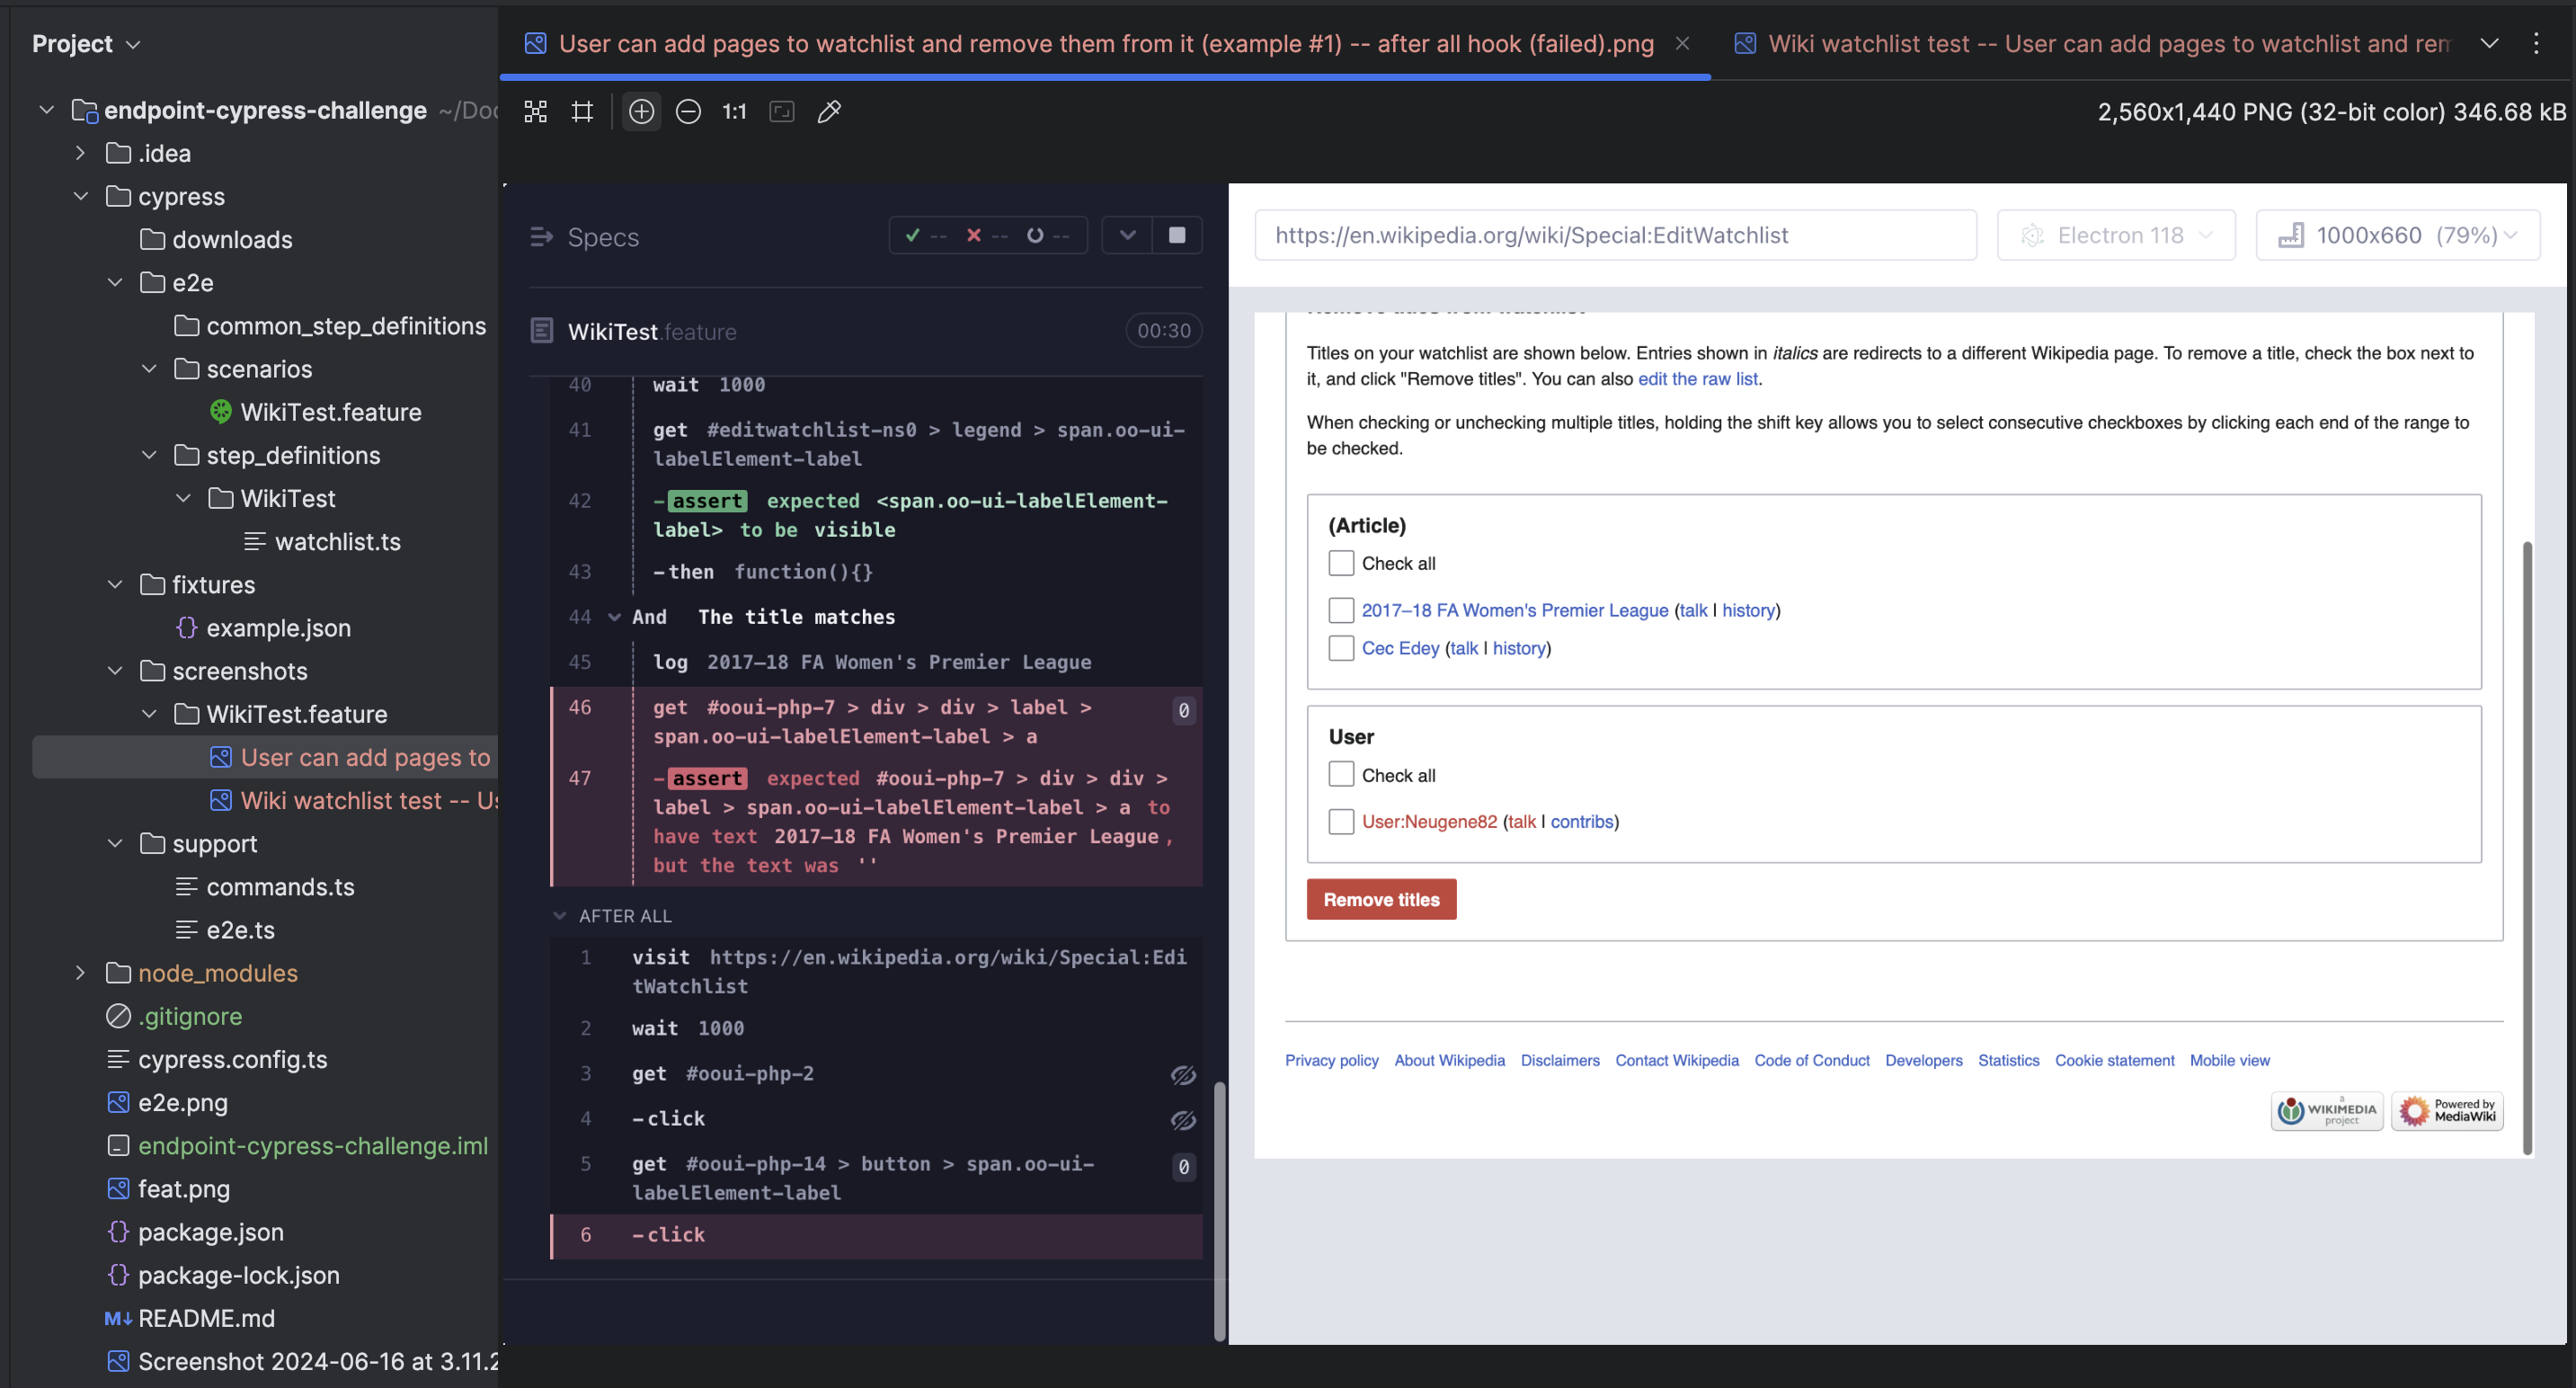 Project
endpoint-cypress-challenge ~/Doc
.idea
cypress
downloads
e2e
common_step_definitions
scenarios
WikiTest.feature
step_definitions
WikiTest
watchlist.ts
fixtures
example.json
screenshots
WikiTest.feature
User can add pages to
Wiki watchlist test -- Us
support
commands.ts
e2e.ts
node_modules
.gitignore
cypress.config.ts
e2e.png
endpoint-cypress-challenge.iml
feat.png
package.json
package-lock.json
README.md
Screenshot 2024-06-16 at 3.11.2
User can add pages to watchlist and remove them from it (example #1) -- after all hook (failed).png
Wiki watchlist test -- User can add pages to watchlist and rem
1:1
2,560x1,440 PNG (32-bit color) 346.68 kB
Specs
-- -- --
WikiTest.feature
00:30
40 wait 1000
41 get #editwatchlist-ns0 > legend > span.oo-ui-
labelElement-label
42 -assert expected <span.oo-ui-labelElement-
label> to be visible
43 -then function(){}
44 And The title matches
45 log 2017–18 FA Women's Premier League
46 get #ooui-php-7 > div > div > label > 0
span.oo-ui-labelElement-label > a
47 -assert expected #ooui-php-7 > div > div >
label > span.oo-ui-labelElement-label > a to
have text 2017–18 FA Women's Premier League,
but the text was ''
AFTER ALL
1 visit https://en.wikipedia.org/wiki/Special:Edi
tWatchlist
2 wait 1000
3 get #ooui-php-2
4 -click
5 get #ooui-php-14 > button > span.oo-ui- 0
labelElement-label
6 -click
https://en.wikipedia.org/wiki/Special:EditWatchlist
Electron 118
1000x660 (79%)
Titles on your watchlist are shown below. Entries shown in italics are redirects to a different Wikipedia page. To remove a title, check the box next to
it, and click "Remove titles". You can also edit the raw list.
When checking or unchecking multiple titles, holding the shift key allows you to select consecutive checkboxes by clicking each end of the range to
be checked.
(Article)
Check all
2017–18 FA Women's Premier League (talk | history)
Cec Edey (talk | history)
User
Check all
User:Neugene82 (talk | contribs)
Remove titles
Privacy policy About Wikipedia Disclaimers Contact Wikipedia Code of Conduct Developers Statistics Cookie statement Mobile view
a
WIKIMEDIA
project
Powered by
MediaWiki